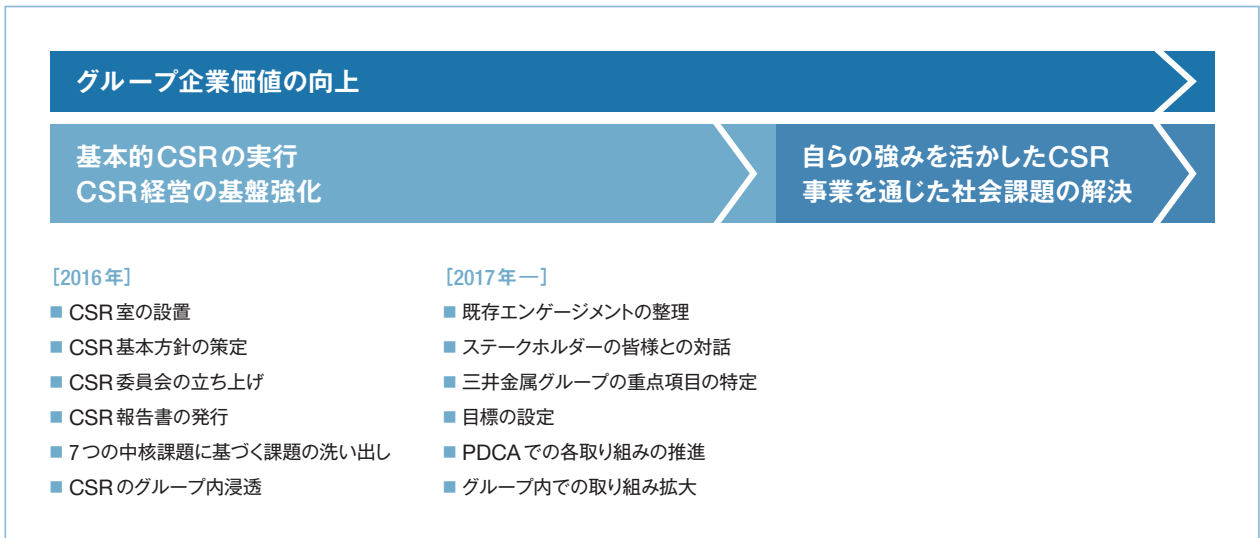 グループ企業価値の向上
基本的CSRの実行
CSR経営の基盤強化
自らの強みを活かしたCSR
事業を通じた社会課題の解決
[2016年]
■ CSR室の設置
■ CSR基本方針の策定
■ CSR委員会の立ち上げ
■ CSR報告書の発行
■ 7つの中核課題に基づく課題の洗い出し
■ CSRのグループ内浸透
[2017年ー]
■ 既存エンゲージメントの整理
■ ステークホルダーの皆様との対話
■ 三井金属グループの重点項目の特定
■ 目標の設定
■ PDCAでの各取り組みの推進
■ グループ内での取り組み拡大